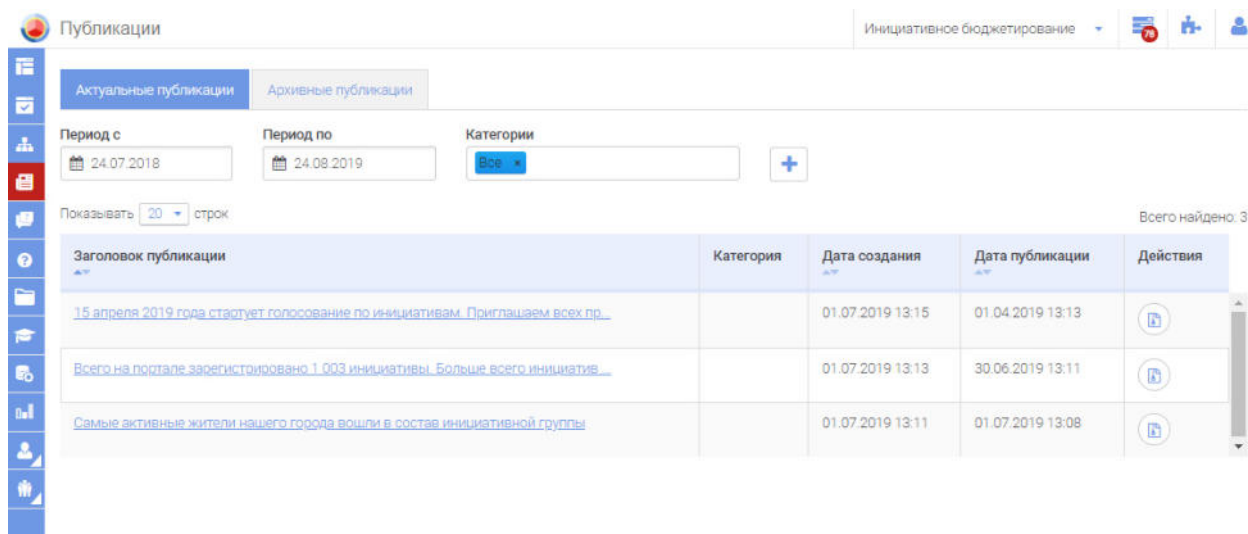 Публикации
Инициативное бюджетирование
78
Актуальные публикации
Архивные публикации
Период с
Период по
Категории
24.07.2018
24.08.2019
Все ×
Показывать 20 строк
Всего найдено: 3
Заголовок публикации
Категория
Дата создания
Дата публикации
Действия
15 апреля 2019 года стартует голосование по инициативам. Приглашаем всех пр...
01.07.2019 13:15
01.04.2019 13:13
Всего на портале зарегистрировано 1 003 инициативы. Больше всего инициатив ...
01.07.2019 13:13
30.06.2019 13:11
Самые активные жители нашего города вошли в состав инициативной группы
01.07.2019 13:11
01.07.2019 13:08